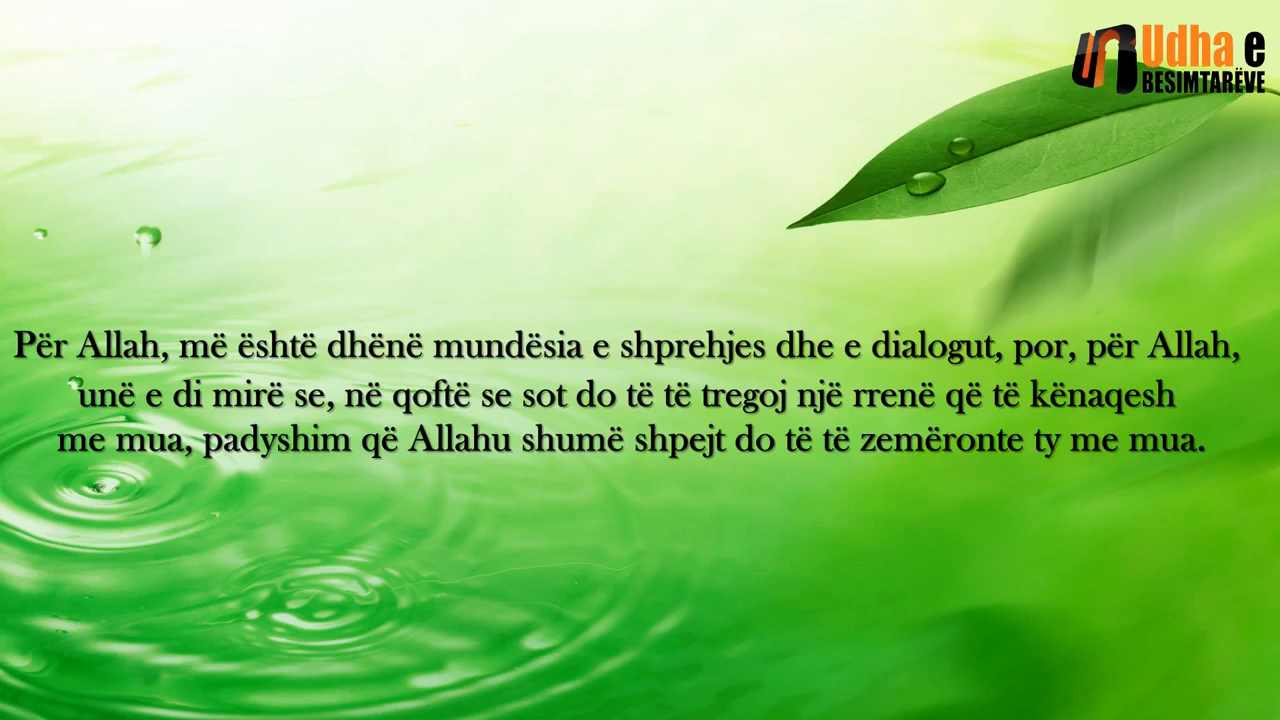 Udha e
BESIMTARËVE
Për Allah, më është dhënë mundësia e shprehjes dhe e dialogut, por, për Allah,
unë e di mirë se, në qoftë se sot do të të tregoj një rrenë që të kënaqesh
me mua, padyshim që Allahu shumë shpejt do të të zemëronte ty me mua.